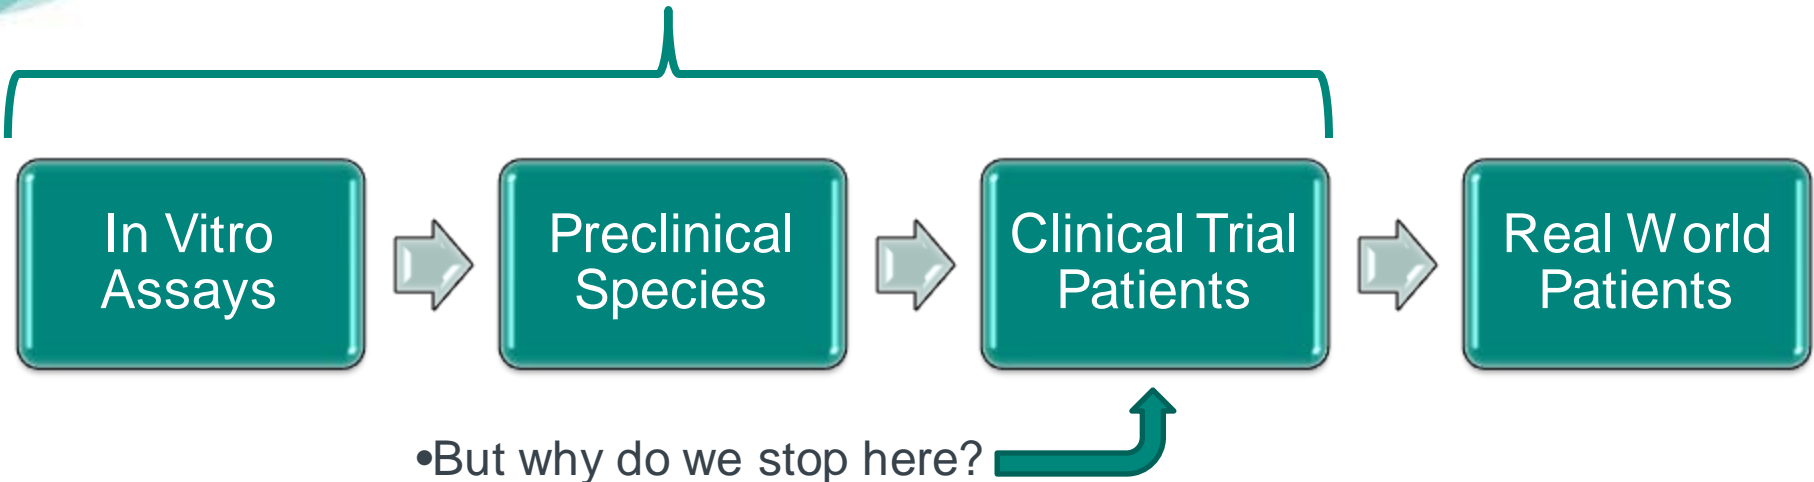 In Vitro
Assays
Preclinical
Species
Clinical Trial
Patients
Real World
Patients
•But why do we stop here?